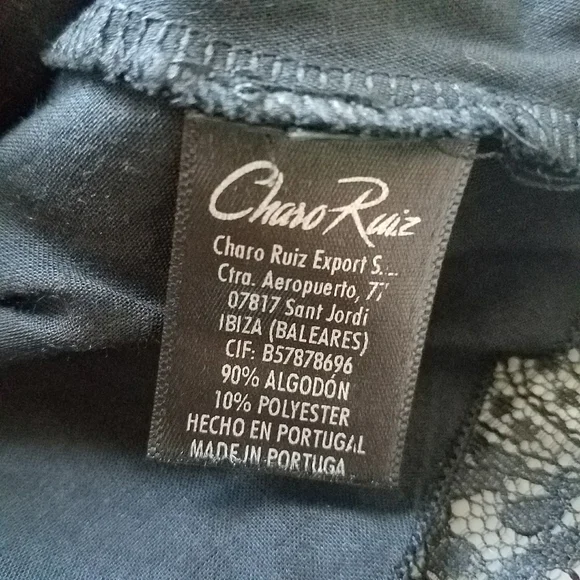 Charo Ruiz
Charo Ruiz Export S...
Ctra. Aeropuerto, 77
07817 Sant Jordi
IBIZA (BALEARES)
CIF: B57878696
90% ALGODÓN
10% POLYESTER
HECHO EN PORTUGAL
MADE IN PORTUGA